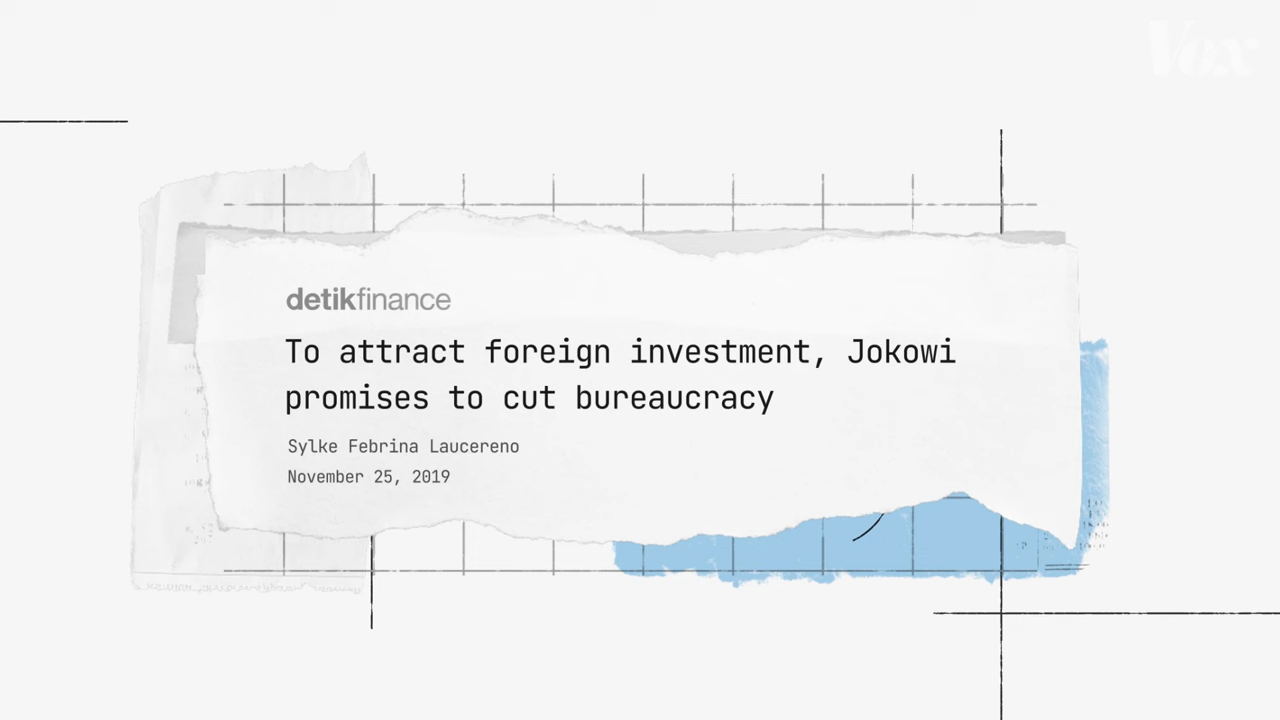 Vox
detikfinance
To attract foreign investment, Jokowi
promises to cut bureaucracy
Sylke Febrina Laucereno
November 25, 2019